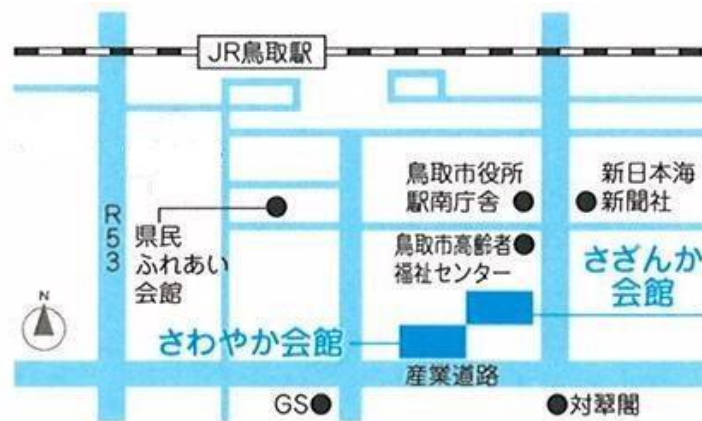 JR鳥取駅
鳥取市役所
駅南庁舎
新日本海
新聞社
R53
県民
ふれあい
会館
鳥取市高齢者
福祉センター
さざんか
会館
N
さわやか会館
産業道路
GS
対翠閣